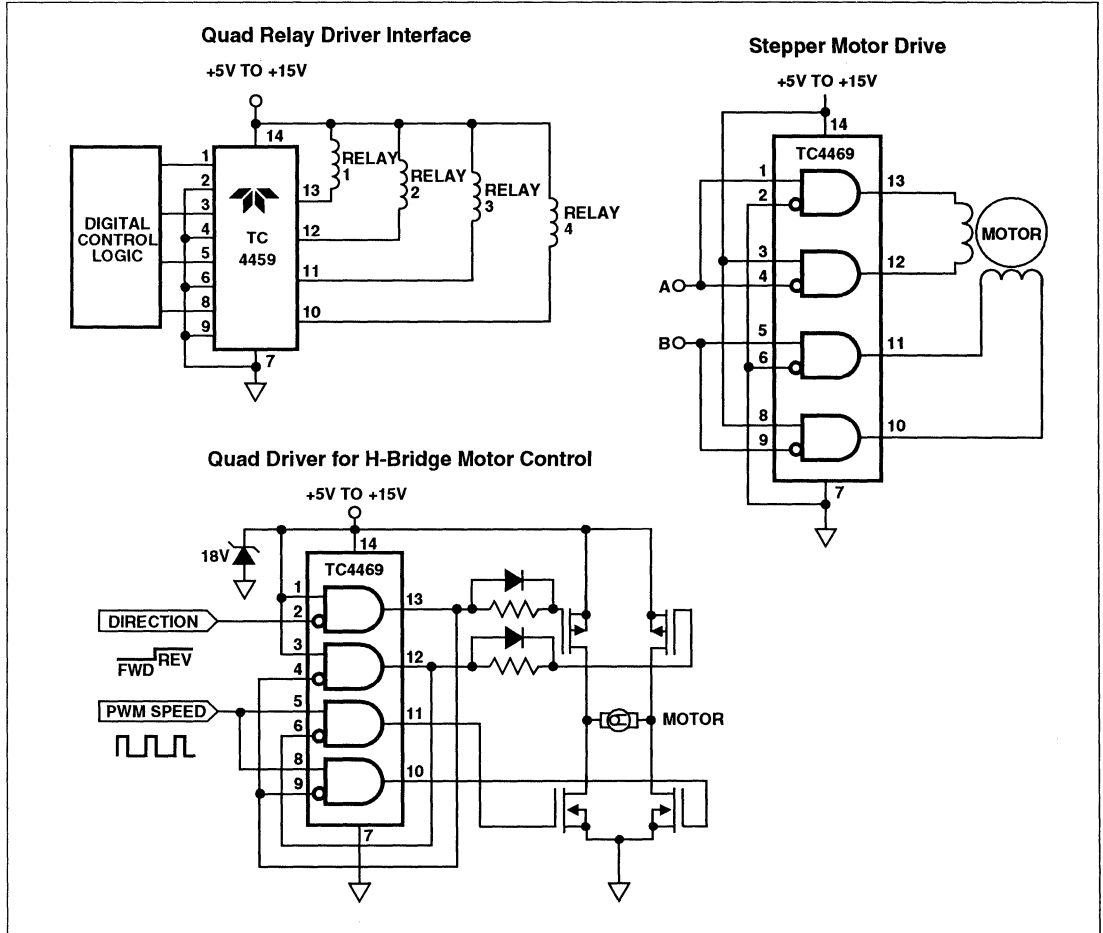 Quad Relay Driver Interface
+5V TO +15V
14
1
2
3
4
5
6
8
9
DIGITAL
CONTROL
LOGIC
TC
4459
13
12
11
10
7
RELAY
1
RELAY
2
RELAY
3
RELAY
4
Stepper Motor Drive
+5V TO +15V
14
TC4469
1
2
3
4
5
6
8
9
A
B
13
12
11
10
7
MOTOR
Quad Driver for H-Bridge Motor Control
+5V TO +15V
18V
14
TC4469
1
2
3
4
5
6
8
9
DIRECTION
FWD
REV
PWM SPEED
13
12
11
10
7
MOTOR